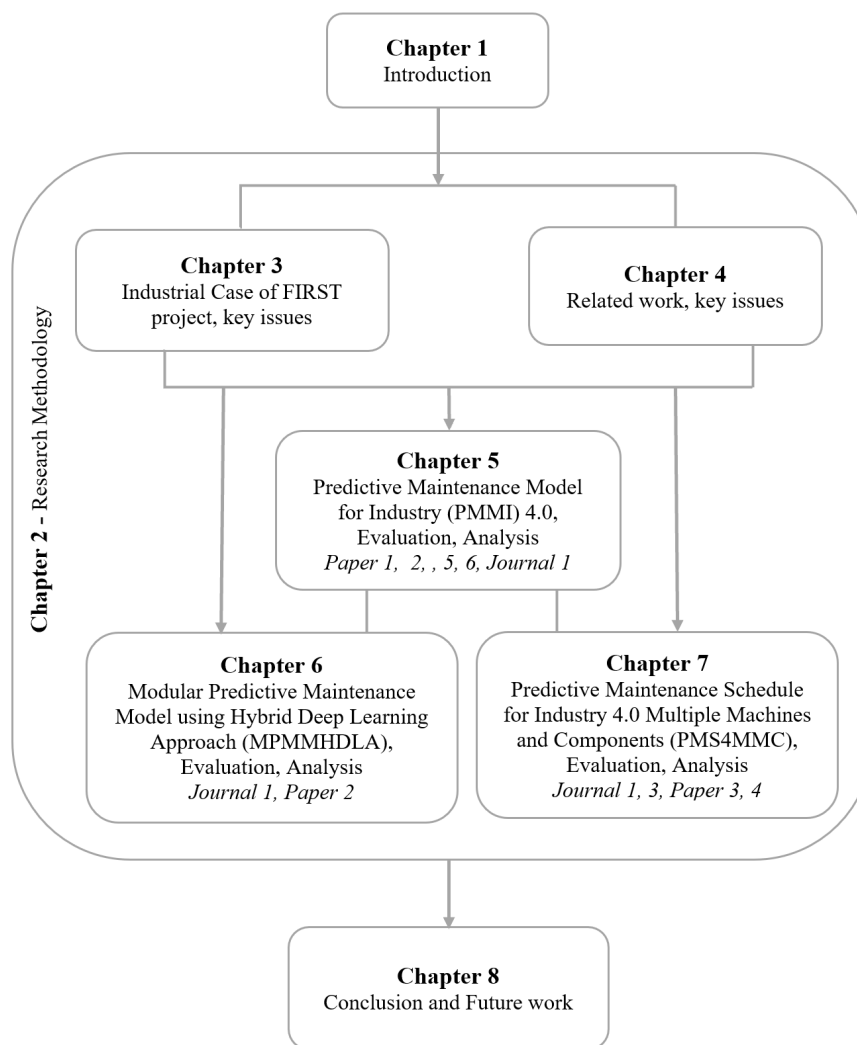 Chapter 1
Introduction
Chapter 2 - Research Methodology
Chapter 3
Industrial Case of FIRST
project, key issues
Chapter 4
Related work, key issues
Chapter 5
Predictive Maintenance Model
for Industry (PMMI) 4.0,
Evaluation, Analysis
Paper 1, 2, , 5, 6, Journal 1
Chapter 6
Modular Predictive Maintenance
Model using Hybrid Deep Learning
Approach (MPMMHDLA),
Evaluation, Analysis
Journal 1, Paper 2
Chapter 7
Predictive Maintenance Schedule
for Industry 4.0 Multiple Machines
and Components (PMS4MMC),
Evaluation, Analysis
Journal 1, 3, Paper 3, 4
Chapter 8
Conclusion and Future work